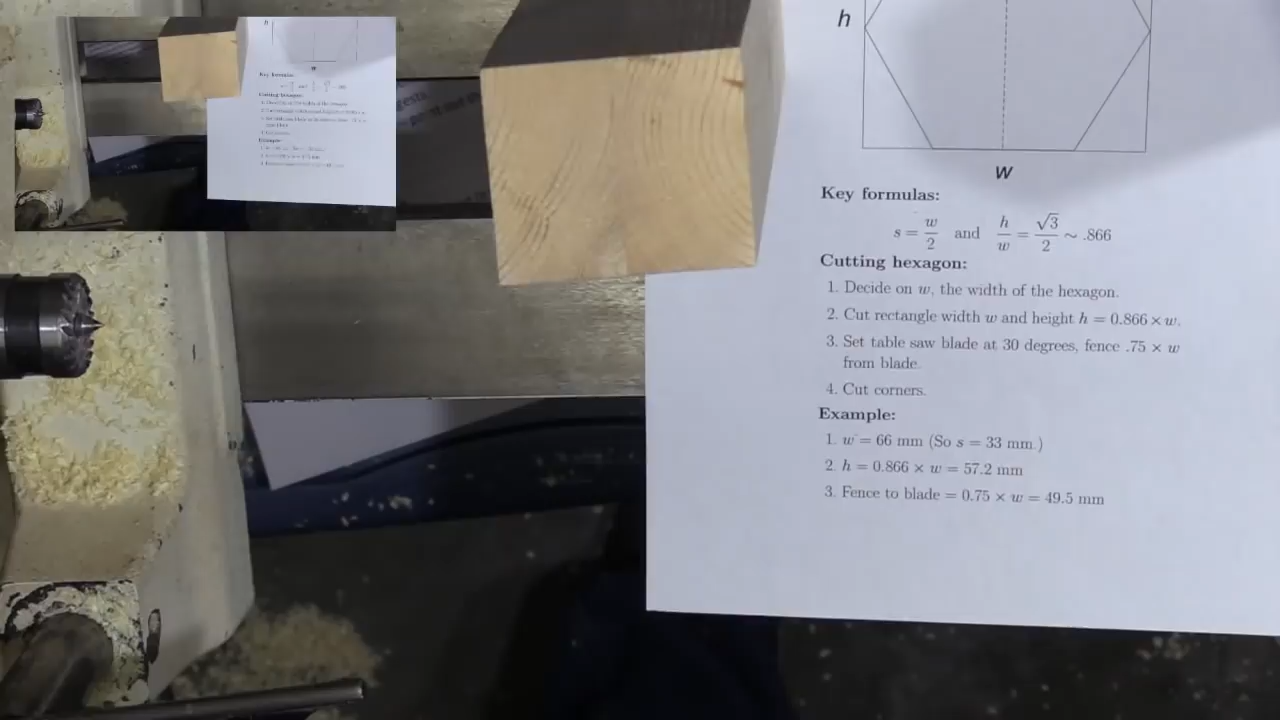 h
w
Key formulas:
s = w/2 and h/w = √3/2 ~ .866
Cutting hexagon:
1. Decide on w, the width of the hexagon.
2. Cut rectangle width w and height h = 0.866 × w.
3. Set table saw blade at 30 degrees, fence .75 × w
from blade.
4. Cut corners.
Example:
1. w = 66 mm (So s = 33 mm.)
2. h = 0.866 × w = 57.2 mm
3. Fence to blade = 0.75 × w = 49.5 mm